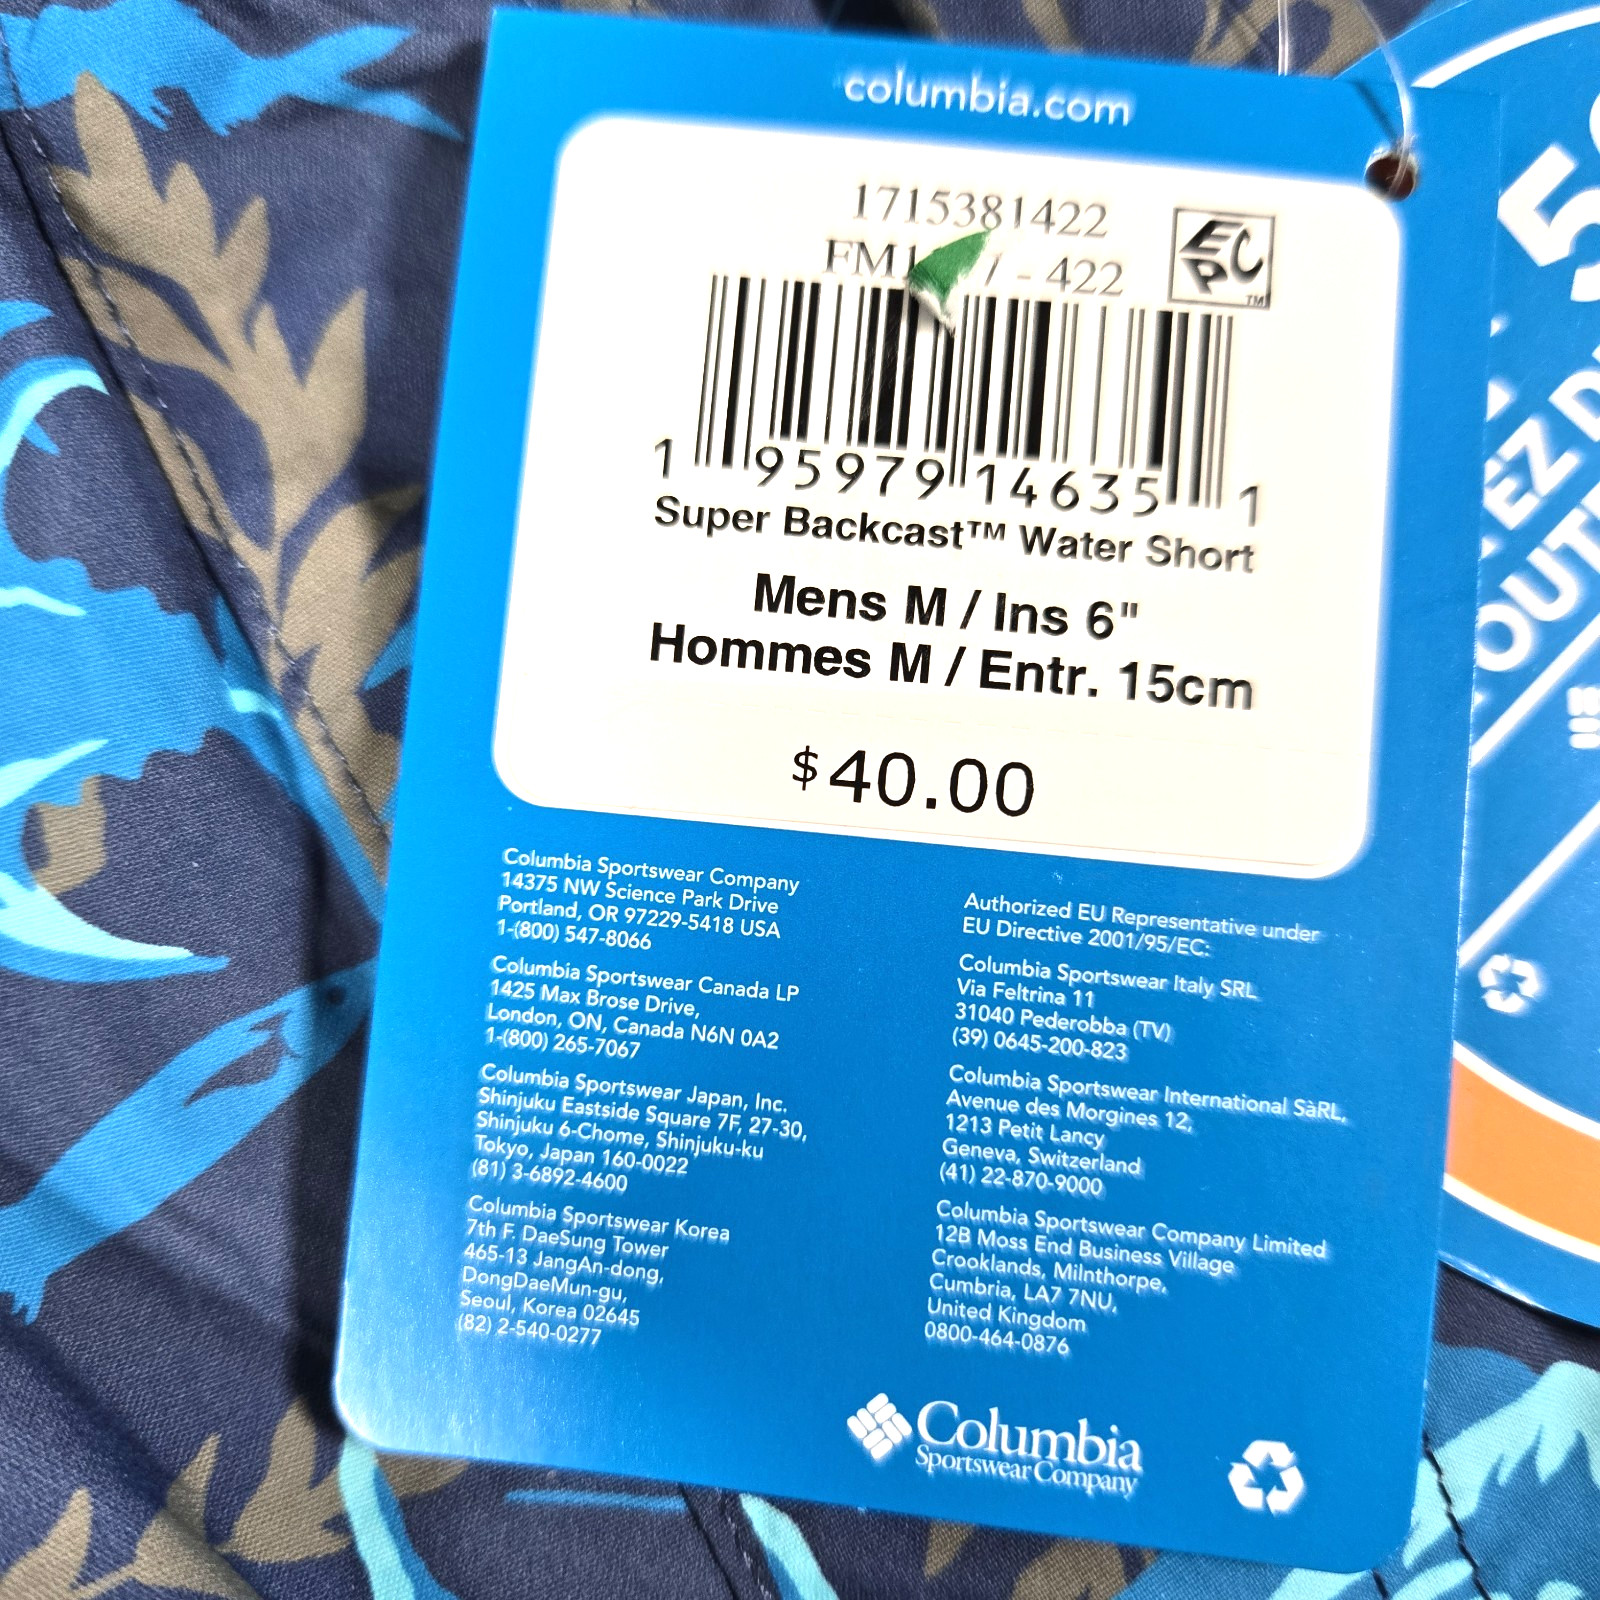 columbia.com
1715381422
- 422
EPC
TM
1 95979 14635 1
Super Backcast™ Water Short
Mens M / Ins 6"
Hommes M / Entr. 15cm
$40.00
Columbia Sportswear Company
14375 NW Science Park Drive
Portland, OR 97229-5418 USA
1-(800) 547-8066
Columbia Sportswear Canada LP
1425 Max Brose Drive,
London, ON, Canada N6N 0A2
1-(800) 265-7067
Columbia Sportswear Japan, Inc.
Shinjuku Eastside Square 7F, 27-30,
Shinjuku 6-Chome, Shinjuku-ku
Tokyo, Japan 160-0022
(81) 3-6892-4600
Columbia Sportswear Korea
7th F. DaeSung Tower
465-13 JangAn-dong,
DongDaeMun-gu,
Seoul, Korea 02645
(82) 2-540-0277
Authorized EU Representative under
EU Directive 2001/95/EC:
Columbia Sportswear Italy SRL
Via Feltrina 11
31040 Pederobba (TV)
(39) 0645-200-823
Columbia Sportswear International SàRL,
Avenue des Morgines 12,
1213 Petit Lancy
Geneva, Switzerland
(41) 22-870-9000
Columbia Sportswear Company Limited
12B Moss End Business Village
Crooklands, Milnthorpe,
Cumbria, LA7 7NU,
United Kingdom
0800-464-0876
Columbia
Sportswear Company